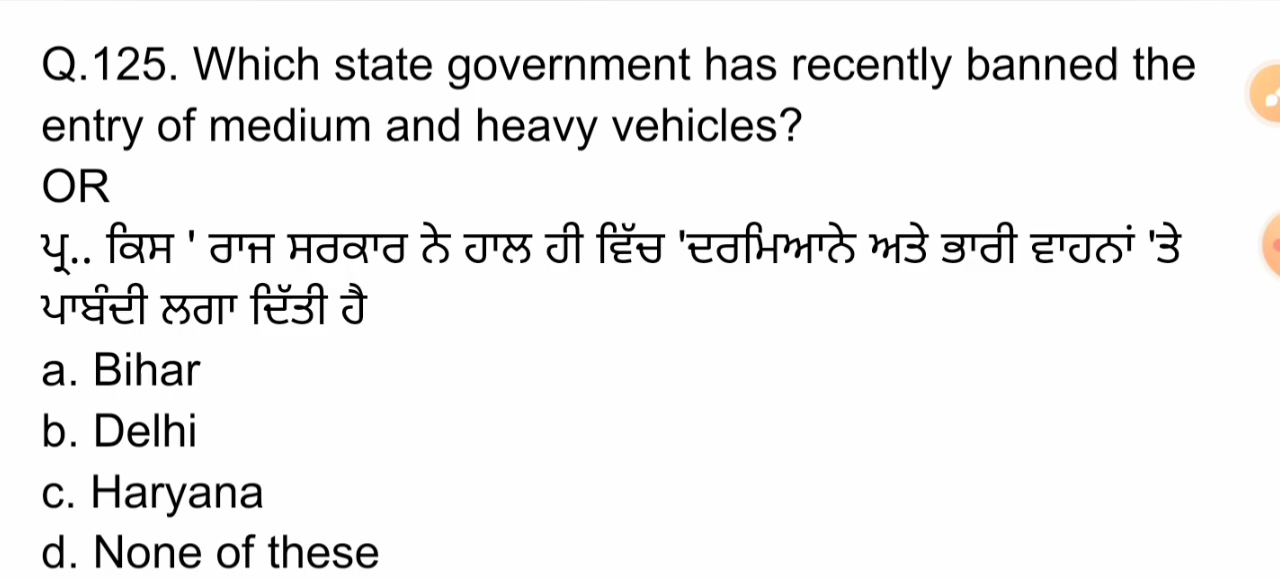 Q.125. Which state government has recently banned the
entry of medium and heavy vehicles?
OR
ਪ੍ਰ.. ਕਿਸ ' ਰਾਜ ਸਰਕਾਰ ਨੇ ਹਾਲ ਹੀ ਵਿੱਚ 'ਦਰਮਿਆਨੇ ਅਤੇ ਭਾਰੀ ਵਾਹਨਾਂ 'ਤੇ
ਪਾਬੰਦੀ ਲਗਾ ਦਿੱਤੀ ਹੈ
a. Bihar
b. Delhi
c. Haryana
d. None of these